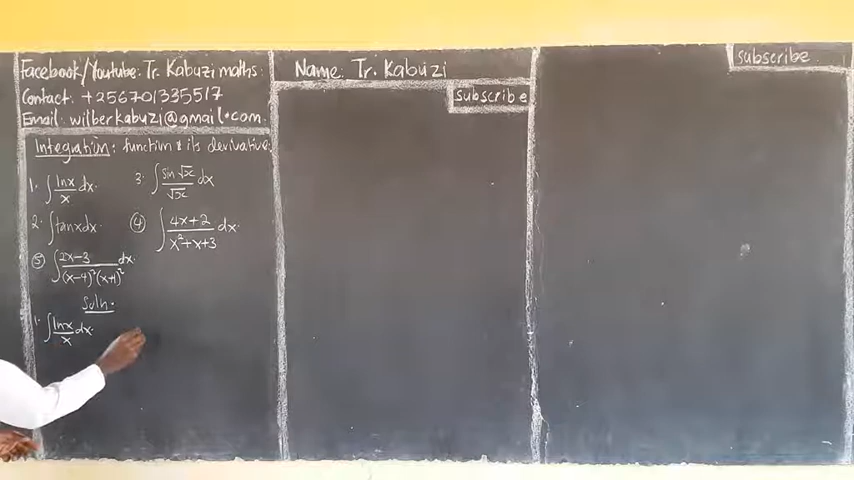 Facebook/Youtube: Tr. Kabuzi maths.
Contact: +256701335517
Email: wilberkabuzi@gmail.com
Integration: function & its derivative.
1. ∫ lnx/x dx.
2. ∫tanxdx.
3. ∫ sin √x/√x dx
④ ∫ 4x+2/x²+x+3 dx.
⑤ ∫ 2x-3/(x-4)²(x+1)² dx.
Soln.
1. ∫ lnx/x dx.
Name: Tr. Kabuzi
subscribe
subscribe